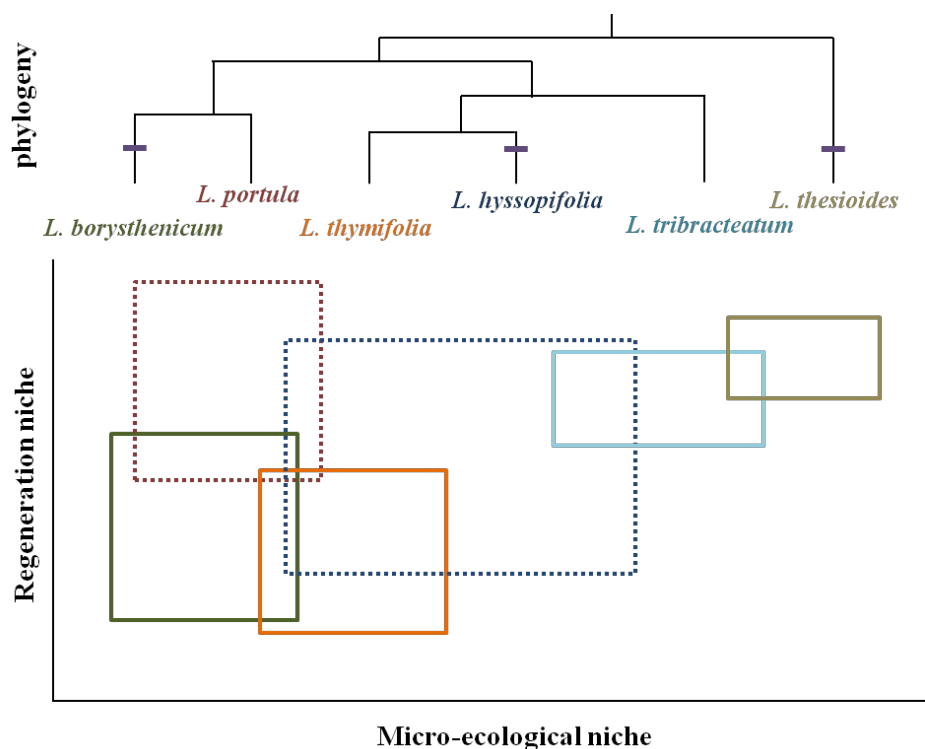 phylogeny
L. portula
L. hyssopifolia
L. thesioides
L. borysthenicum
L. thymifolia
L. tribracteatum
Regeneration niche
Micro-ecological niche